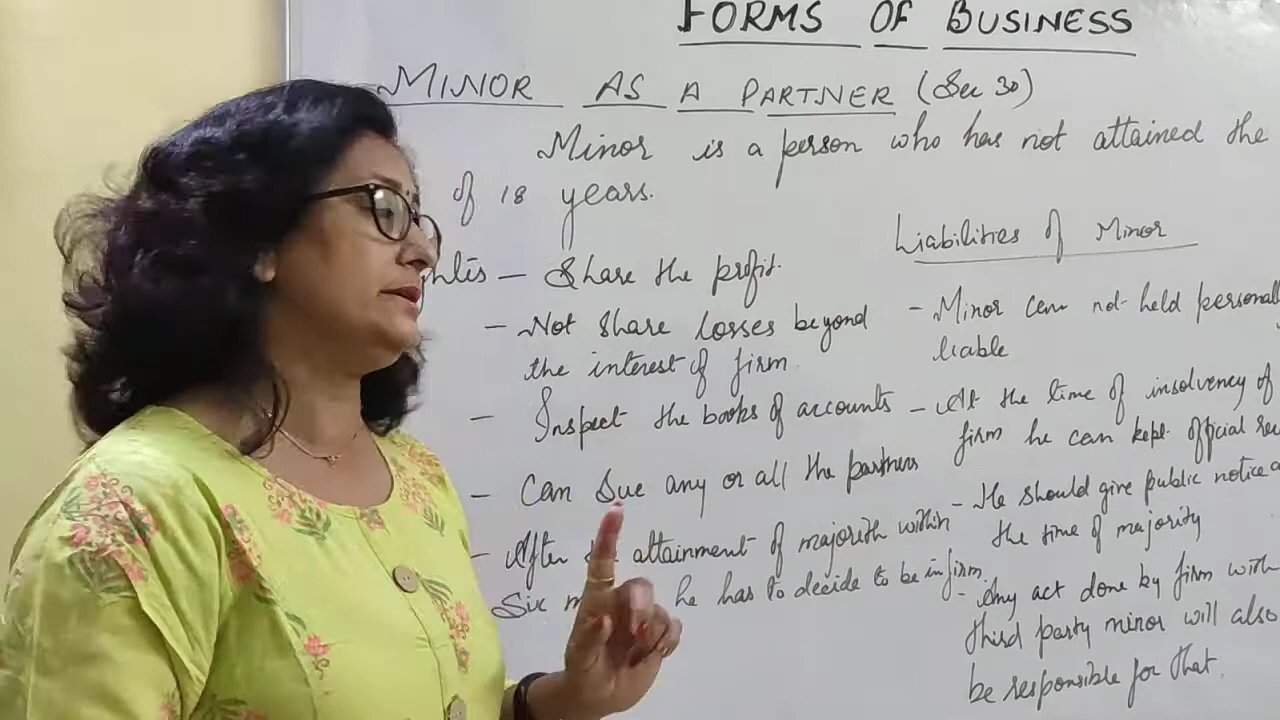 FORMS OF BUSINESS
MINOR AS A PARTNER (Sec 30)
Minor is a person who has not attained the
of 18 years.
Liabilities of Minor
— Share the profit.
— Not share losses beyond
the interest of firm.
— Inspect the books of accounts
— Can Sue any or all the partners
— After attainment of majorith within
Six he has to decide to be in firm.
— Minor can not held personal
liable
— At the time of insolvency of
firm he can kept official
— He should give public notice
the time of majority
- Any act done by firm with
third party minor will also
be responsible for that.